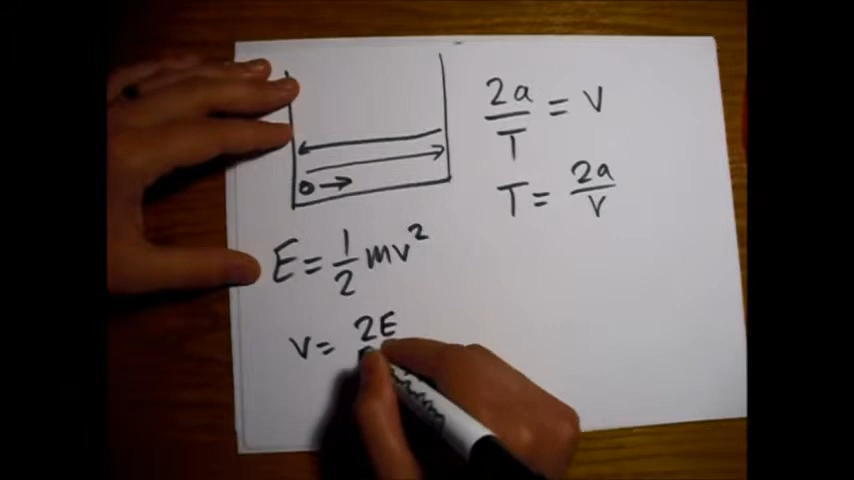 2a/T = V
T = 2a/V
E = 1/2 mv²
V = 2E